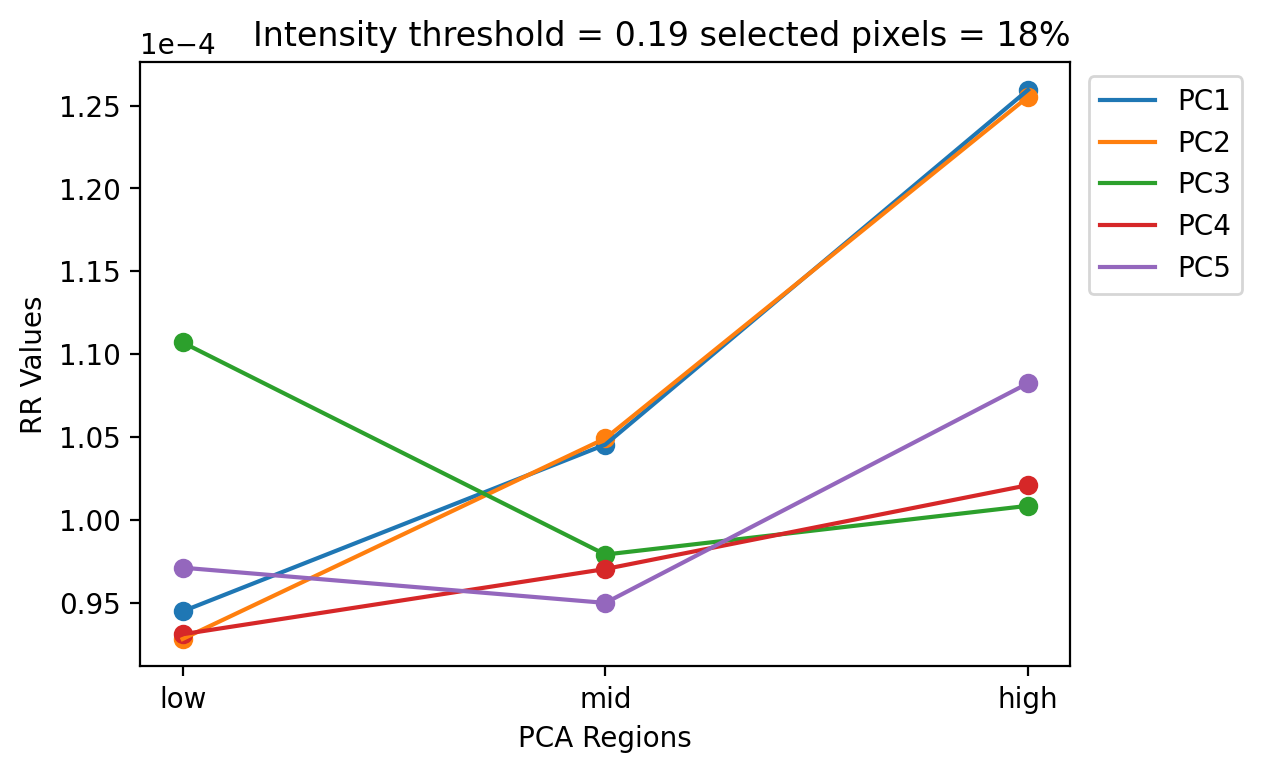 Intensity threshold = 0.19 selected pixels = 18%
1e−4
1.25
1.20
1.15
1.10
1.05
1.00
0.95
RR Values
low
mid
high
PCA Regions
PC1
PC2
PC3
PC4
PC5